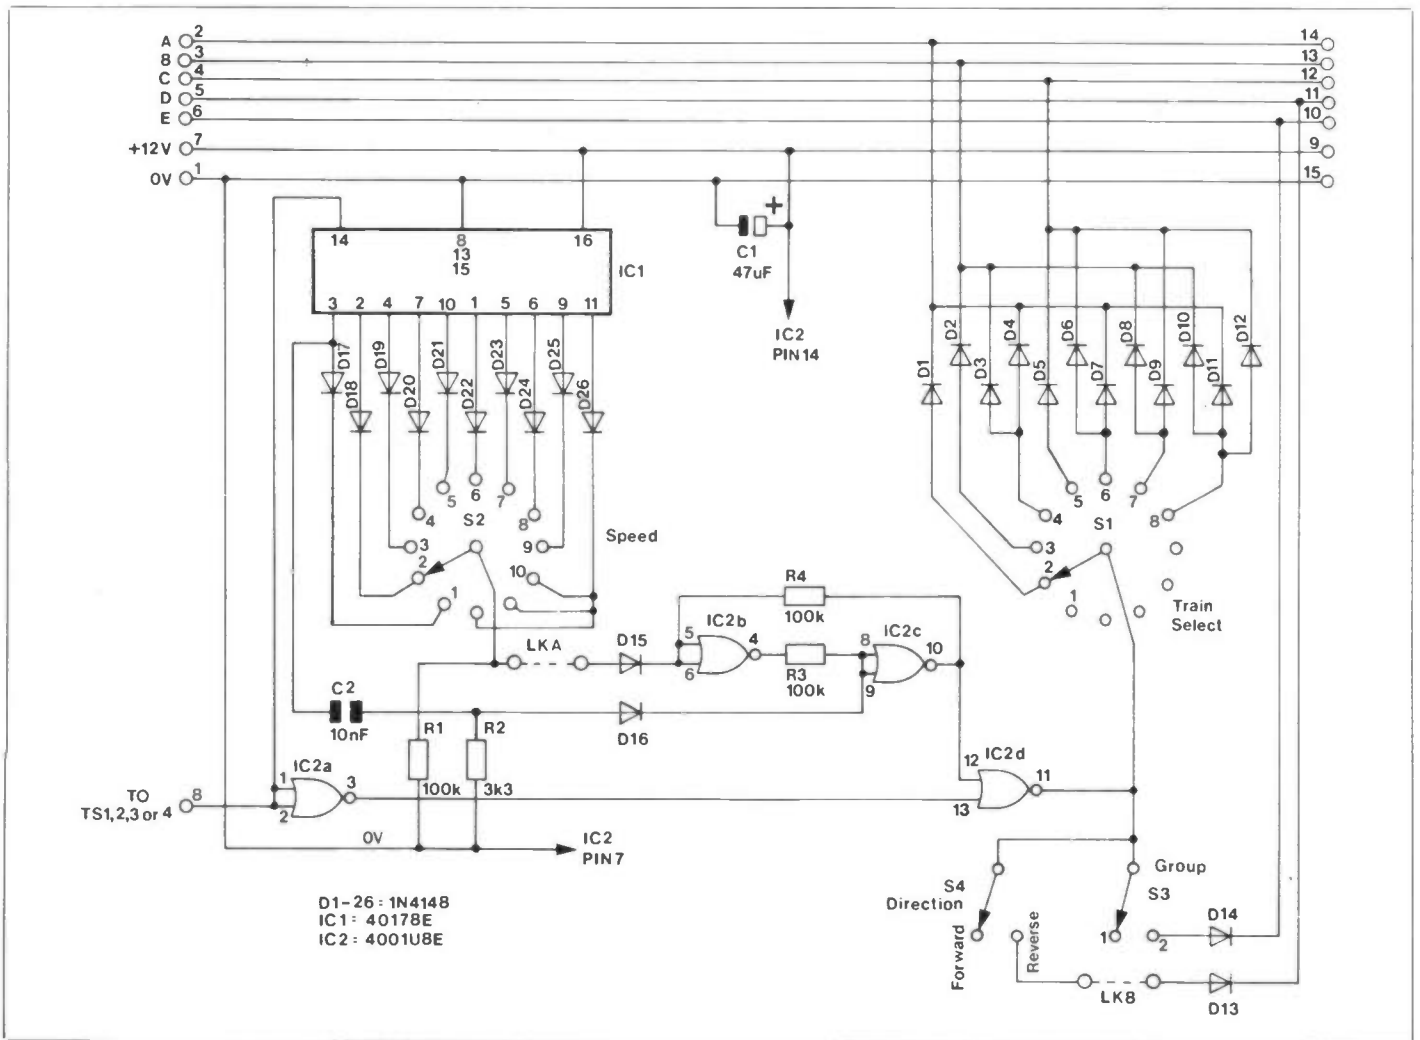 A 2
B 3
C 4
D 5
E 6
+12V 7
0V 1
14
13
12
11
10
9
15
14
8
13
15
16
IC1
3 2 4 7 10 1 5 6 9 11
D17
D18
D19
D20
D21
D22
D23
D24
D25
D26
+
C1
47uF
IC2
PIN 14
D1
D2
D3
D4
D5
D6
D7
D8
D9
D10
D11
D12
1
2
3
4
5
6
7
8
9
10
S2
Speed
1
2
3
4
5
6
7
8
S1
Train
Select
LKA
D15
D16
5
6
IC2b
4
R4
100k
R3
100k
8
9
IC2c
10
C2
10nF
R1
100k
R2
3k3
TO
TS1,2,3 or 4
8
1
2
IC2a
3
12
13
IC2d
11
0V
IC2
PIN7
S4
Direction
Forward
Reverse
Group
S3
1
2
D14
LKB
D13
D1-26 : 1N4148
IC1 : 4017BE
IC2 : 4001UBE